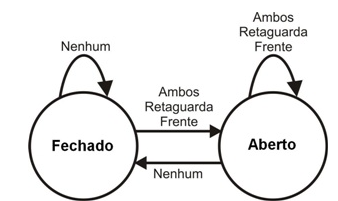 Nenhum
Ambos
Retaguarda
Frente
Ambos
Retaguarda
Frente
Fechado
Aberto
Nenhum